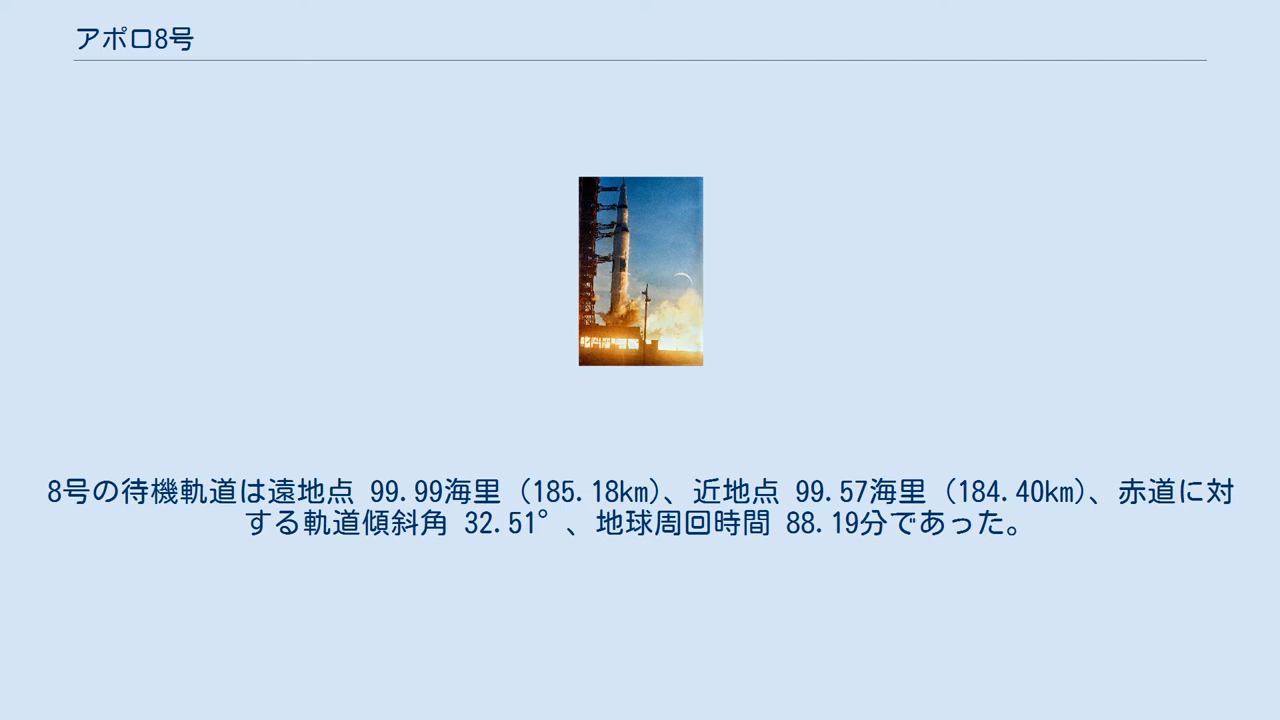 アポロ8号
8号の待機軌道は遠地点 99.99海里 (185.18km)、近地点 99.57海里 (184.40km)、赤道に対
する軌道傾斜角 32.51°、地球周回時間 88.19分であった。